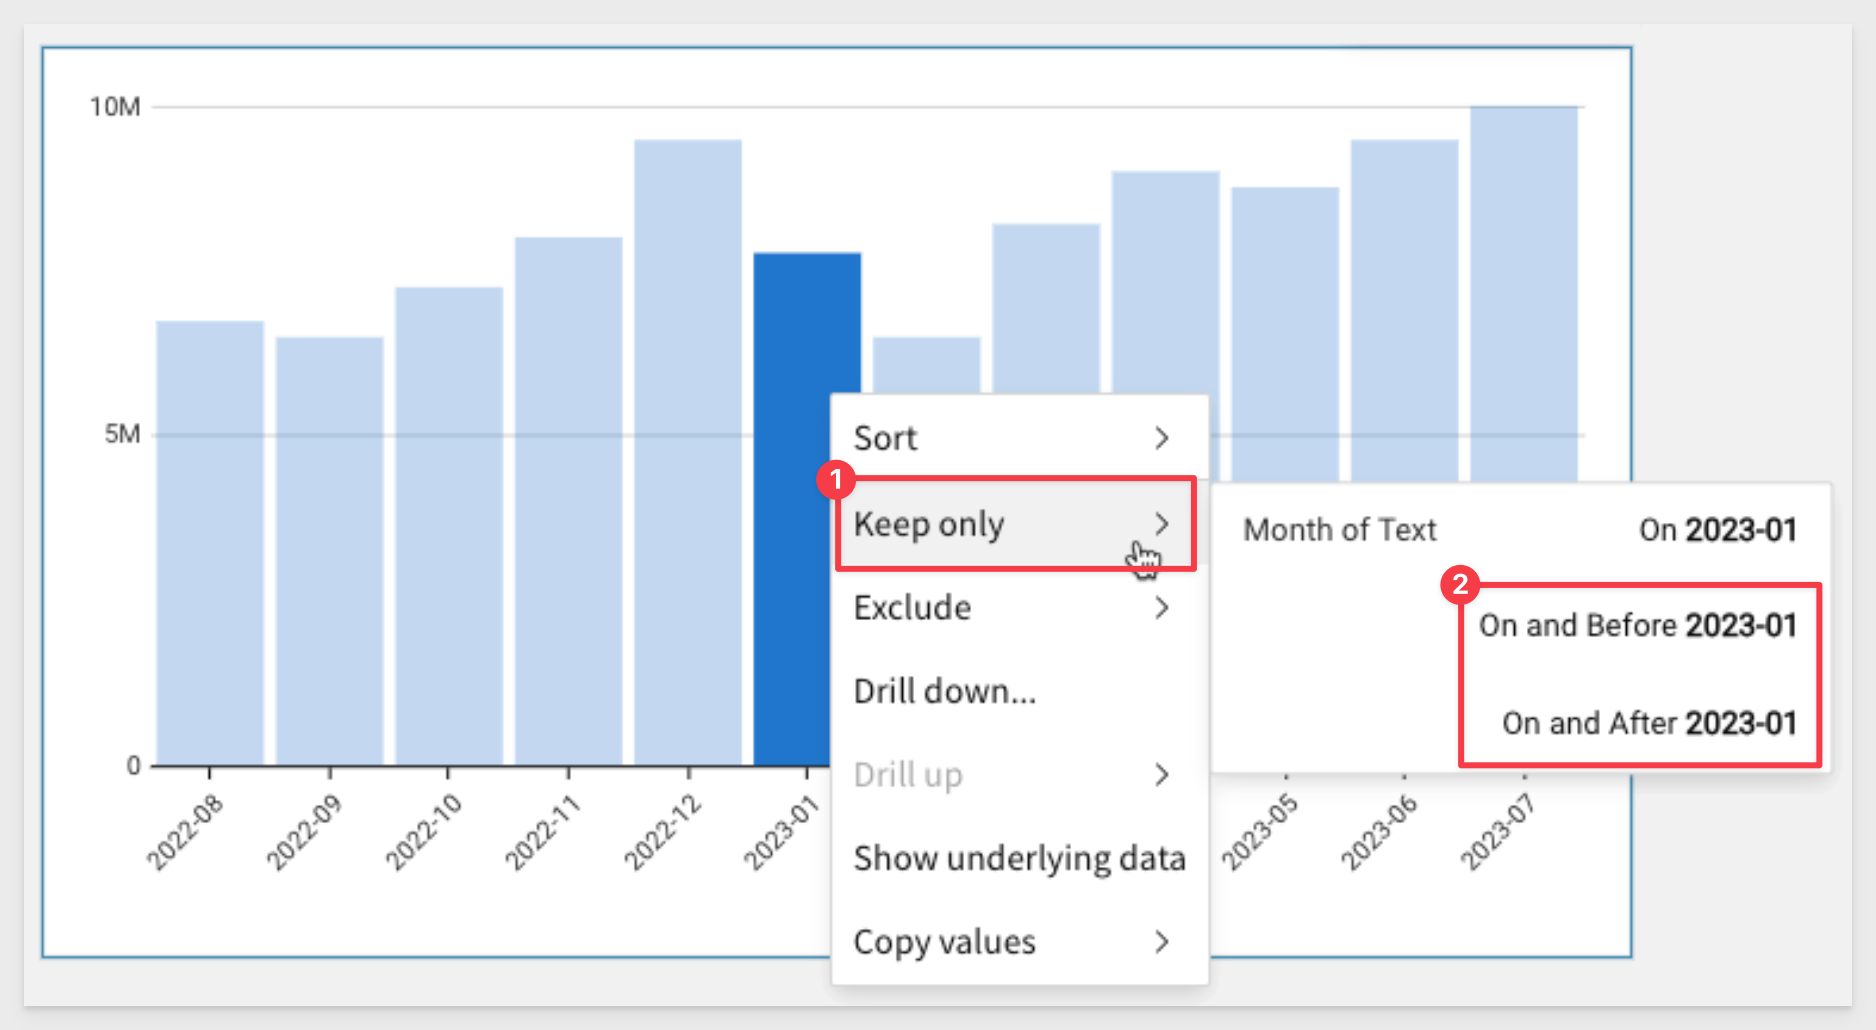 10M
5M
0
2022-08
2022-09
2022-10
2022-11
2022-12
2023-01
2023-05
2023-06
2023-07
Sort
1
Keep only
Exclude
Drill down...
Drill up
Show underlying data
Copy values
Month of Text On 2023-01
2
On and Before 2023-01
On and After 2023-01